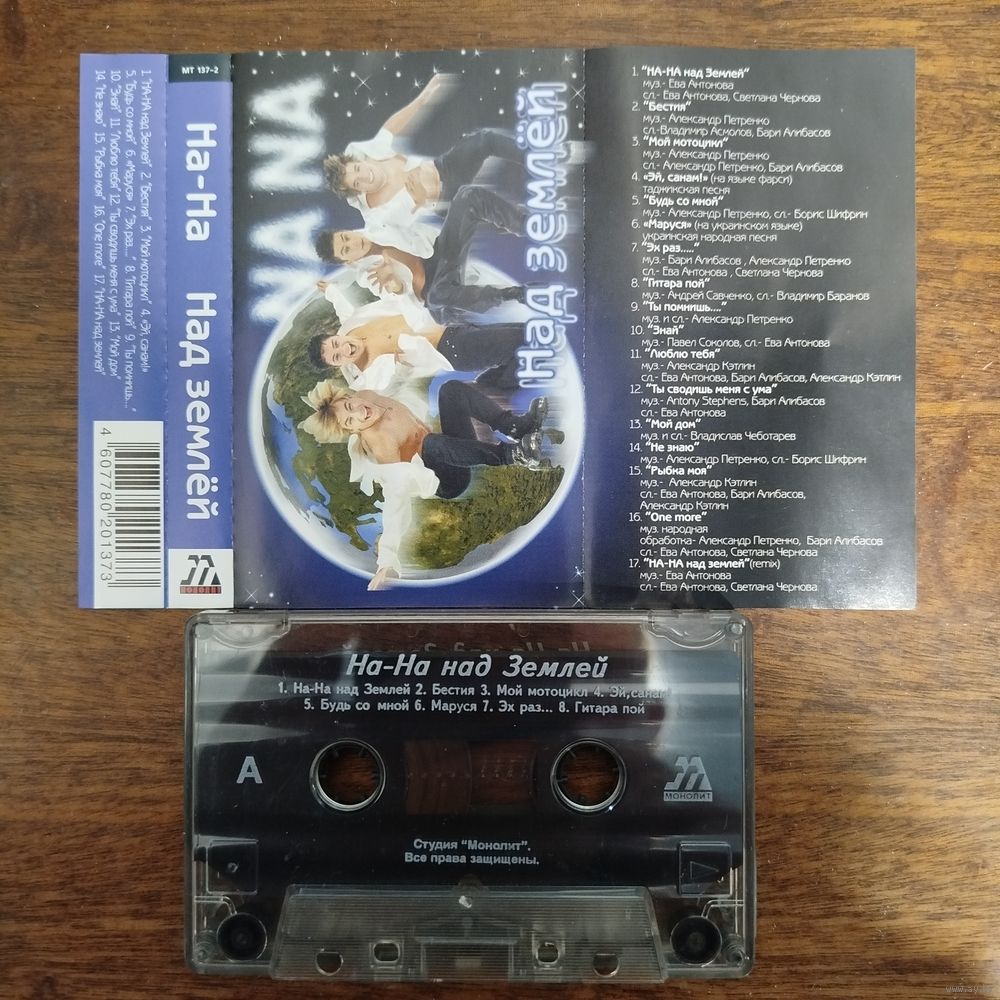 MT 137-2
На-На Над землёй
1. "НА-НА над Землей" 2. "Бестия" 3. "Мой мотоцикл" 4. «Эй, санам!»
5. "Будь со мной" 6. «Маруся» 7. "Эх раз...." 8. "Гитара пой" 9. "Ты помнишь...."
10. "Знай" 11. "Люблю тебя" 12. "Ты сводишь меня с ума" 13. "Мой дом"
14. "Не знаю" 15. "Рыбка моя" 16. "One more" 17. "НА-НА над землей"
4 607780 201373
МОНОЛИТ
NA NA
Над землёй
1. "НА-НА над Землей"
муз.- Ева Антонова
сл.- Ева Антонова, Светлана Чернова
2. "Бестия"
муз.- Александр Петренко
сл.-Владимир Асмолов, Бари Алибасов
3. "Мой мотоцикл"
муз.- Александр Петренко
сл.- Александр Петренко, Бари Алибасов
4. «Эй, санам!» (на языке фарси)
таджикская песня
5. "Будь со мной"
муз.- Александр Петренко, сл.- Борис Шифрин
6. «Маруся» (на украинском языке)
украинская народная песня
7. "Эх раз....."
муз.- Бари Алибасов , Александр Петренко
сл.- Ева Антонова , Светлана Чернова
8. "Гитара пой"
муз.- Андрей Савченко, сл.- Владимир Баранов
9. "Ты помнишь...."
муз. и сл.- Александр Петренко
10. "Знай"
муз.- Павел Соколов, сл.- Ева Антонова
11. "Люблю тебя"
муз.- Александр Кэтлин
сл.- Ева Антонова, Бари Алибасов, Александр Кэтлин
12. "Ты сводишь меня с ума"
муз.- Antony Stephens, Бари Алибасов
сл.- Ева Антонова
13. "Мой дом"
муз. и сл.- Владислав Чеботарев
14. "Не знаю"
муз.- Александр Петренко, сл.- Борис Шифрин
15. "Рыбка моя"
муз.- Александр Кэтлин
сл.- Ева Антонова, Бари Алибасов,
Александр Кэтлин
16. "One more"
муз. народная
обработка- Александр Петренко, Бари Алибасов
сл.- Ева Антонова, Светлана Чернова
17. "НА-НА над землей"(remix)
муз.- Ева Антонова
сл.- Ева Антонова, Светлана Чернова
На-На над Землей
1. На-На над Землей 2. Бестия 3. Мой мотоцикл 4. Эй,санам!
5. Будь со мной 6. Маруся 7. Эх раз... 8. Гитара пой
A
МОНОЛИТ
Студия "Монолит".
Все права защищены.